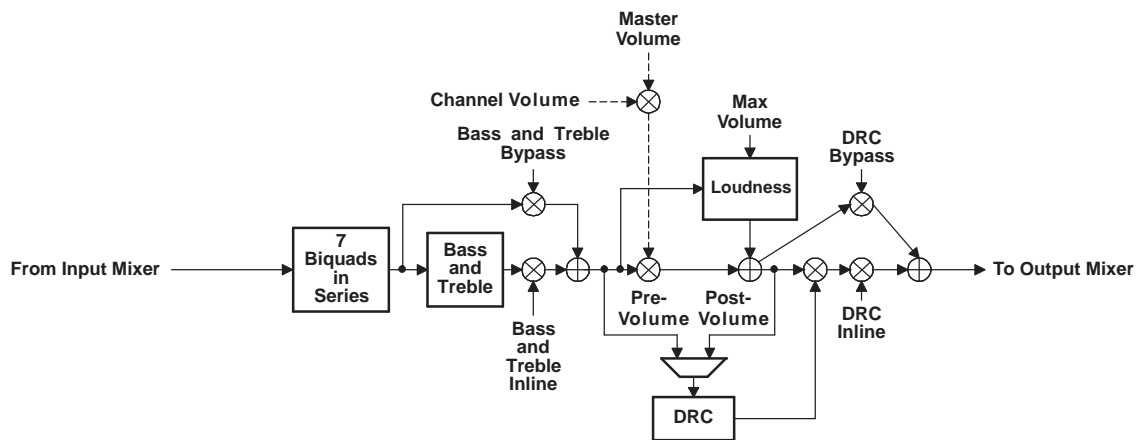 Master
Volume
Channel Volume
Max
Volume
Bass and Treble
Bypass
DRC
Bypass
Loudness
7
Biquads
in
Series
Bass
and
Treble
From Input Mixer
To Output Mixer
Pre-
Volume
Post-
Volume
DRC
Inline
Bass
and
Treble
Inline
DRC